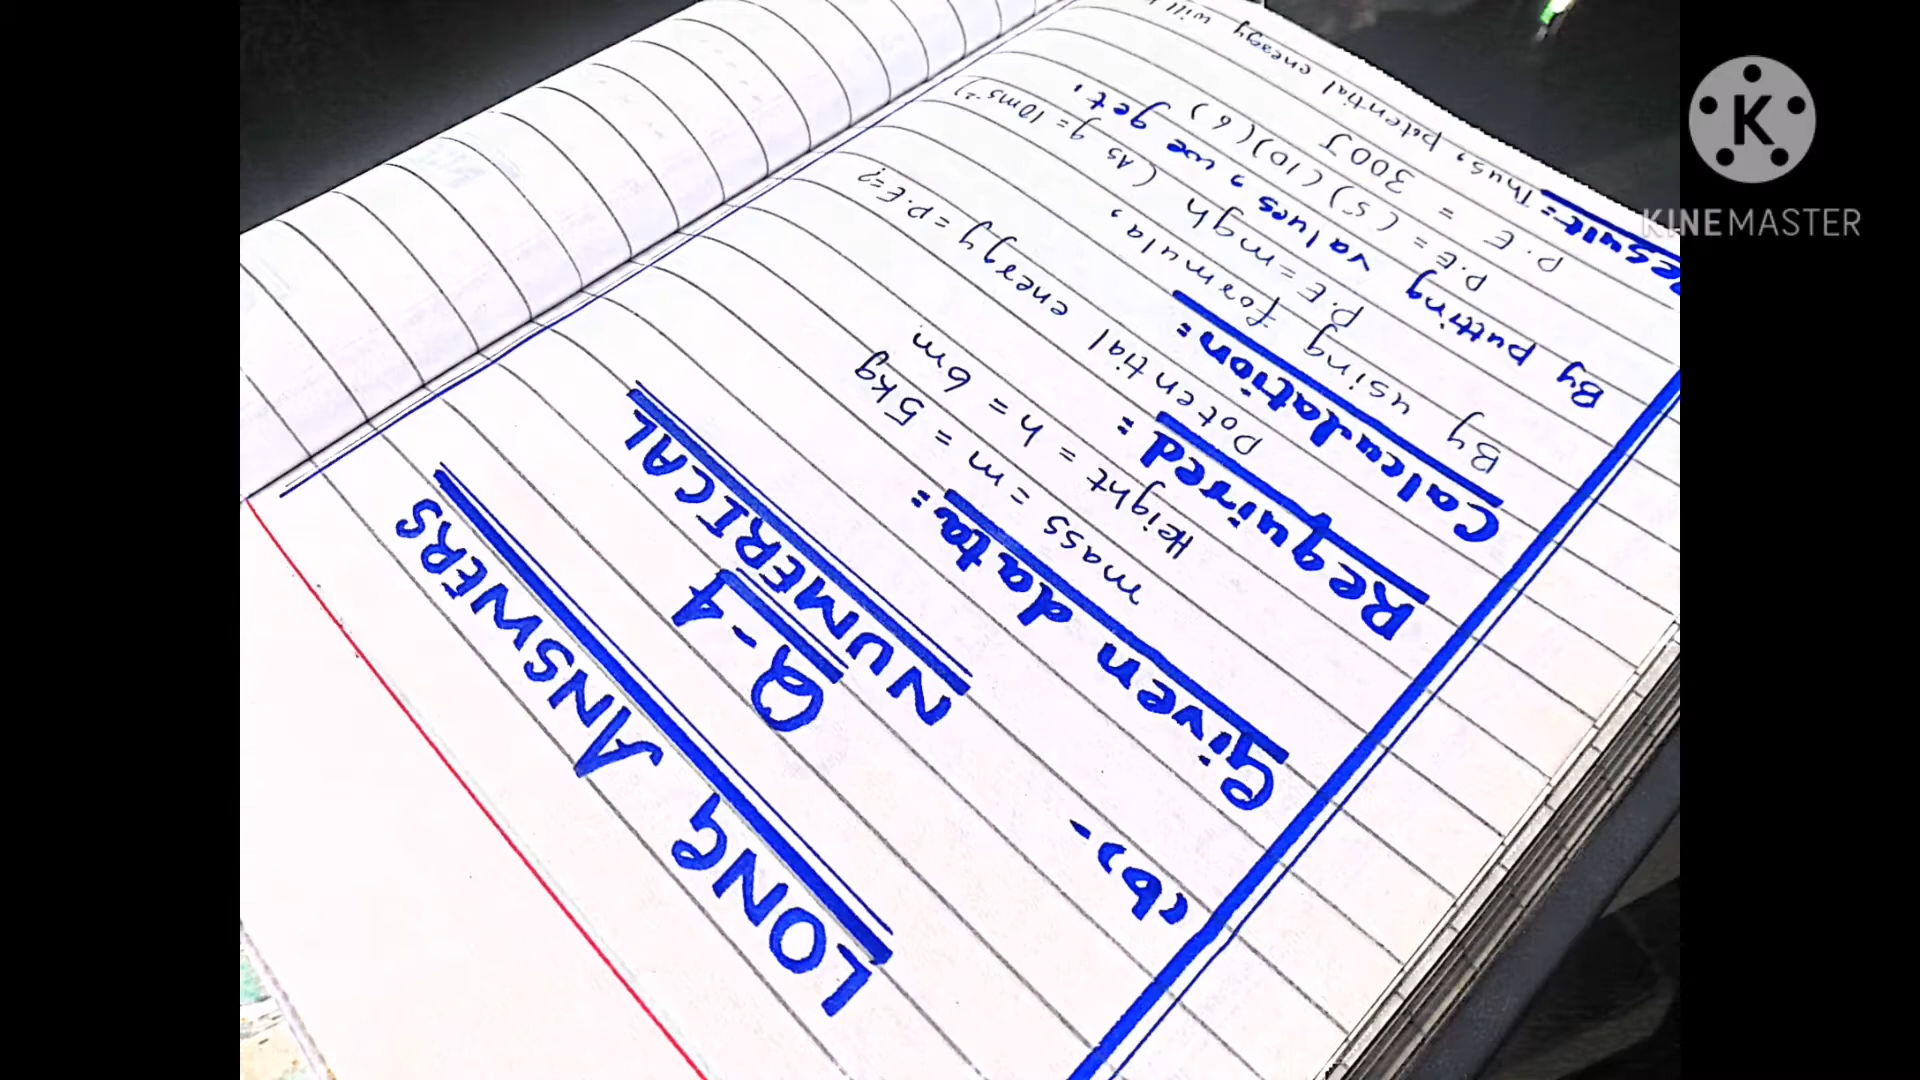 LONG ANSWERS
Q-4
NUMERICAL
(b)-
Given data:
mass = m = 5kg
Height = h = 6m
Required:
Potential energy = P.E=?
Calculation:
By using formula,
P.E = mgh (As g = 10ms⁻²)
By putting values, we get,
P.E = (5)(10)(6)
P.E = 300J
Result:- Thus, potential energy will
KINEMASTER